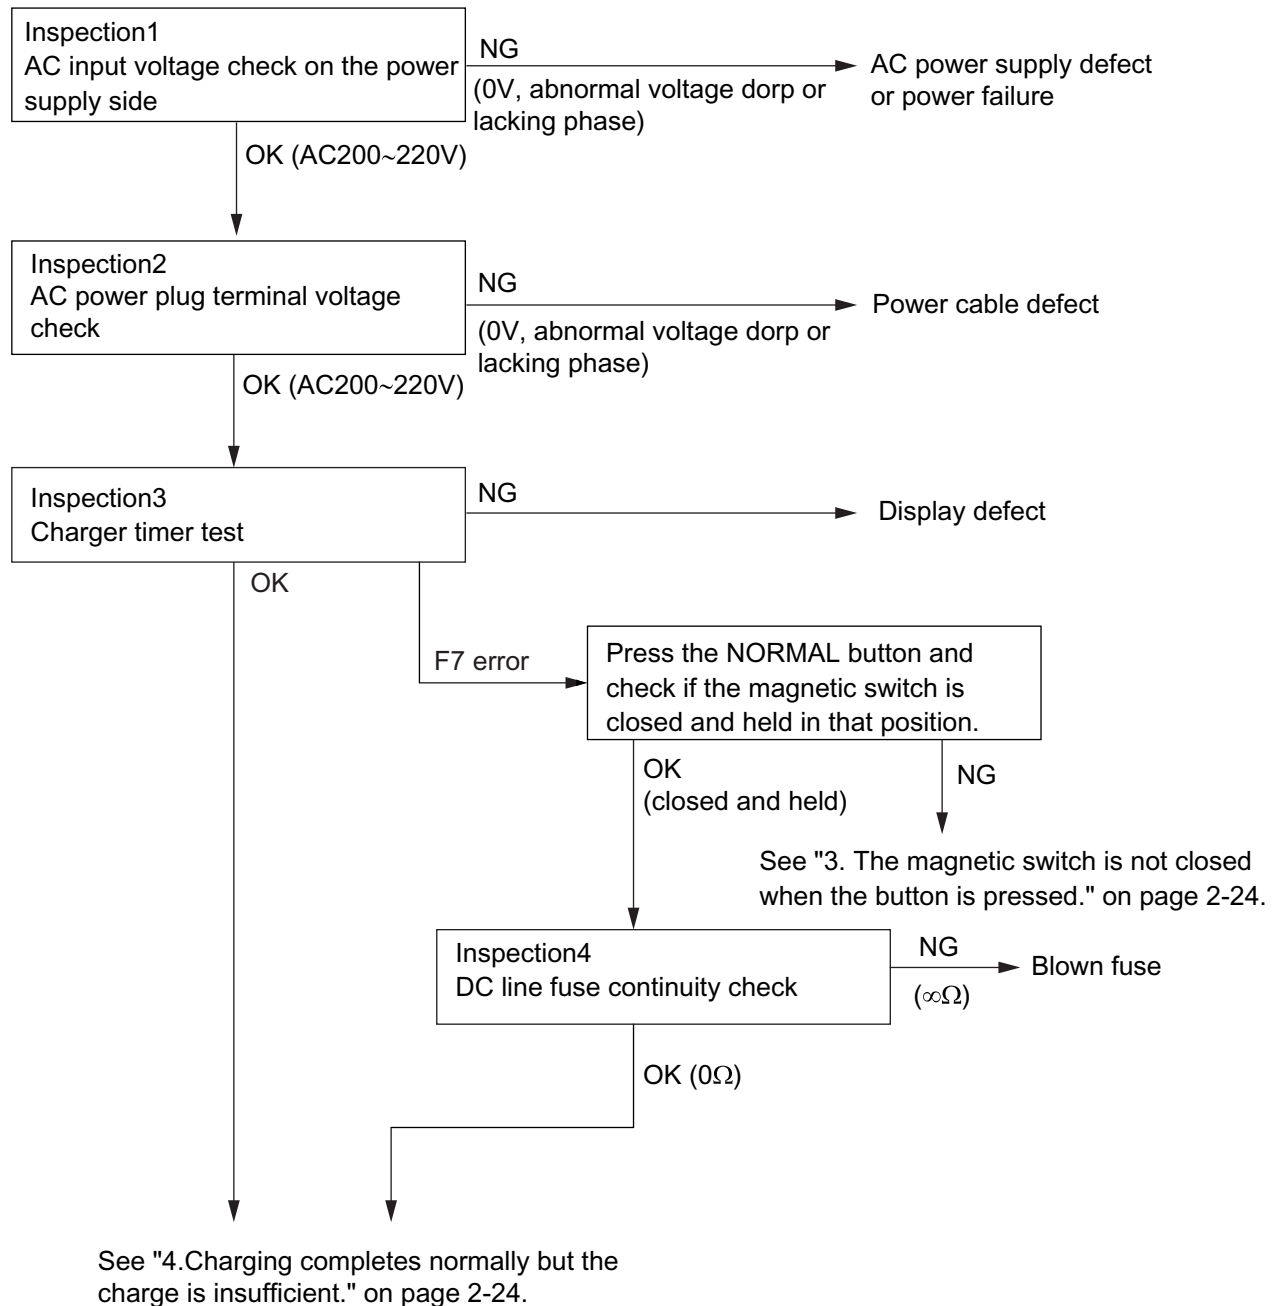 Inspection1
AC input voltage check on the power
supply side
NG
(0V, abnormal voltage dorp or
lacking phase)
AC power supply defect
or power failure
OK (AC200~220V)
Inspection2
AC power plug terminal voltage
check
NG
(0V, abnormal voltage dorp or
lacking phase)
Power cable defect
OK (AC200~220V)
Inspection3
Charger timer test
NG
Display defect
OK
F7 error
Press the NORMAL button and
check if the magnetic switch is
closed and held in that position.
OK
(closed and held)
NG
See "3. The magnetic switch is not closed
when the button is pressed." on page 2-24.
Inspection4
DC line fuse continuity check
NG
(∞Ω)
Blown fuse
OK (0Ω)
See "4.Charging completes normally but the
charge is insufficient." on page 2-24.